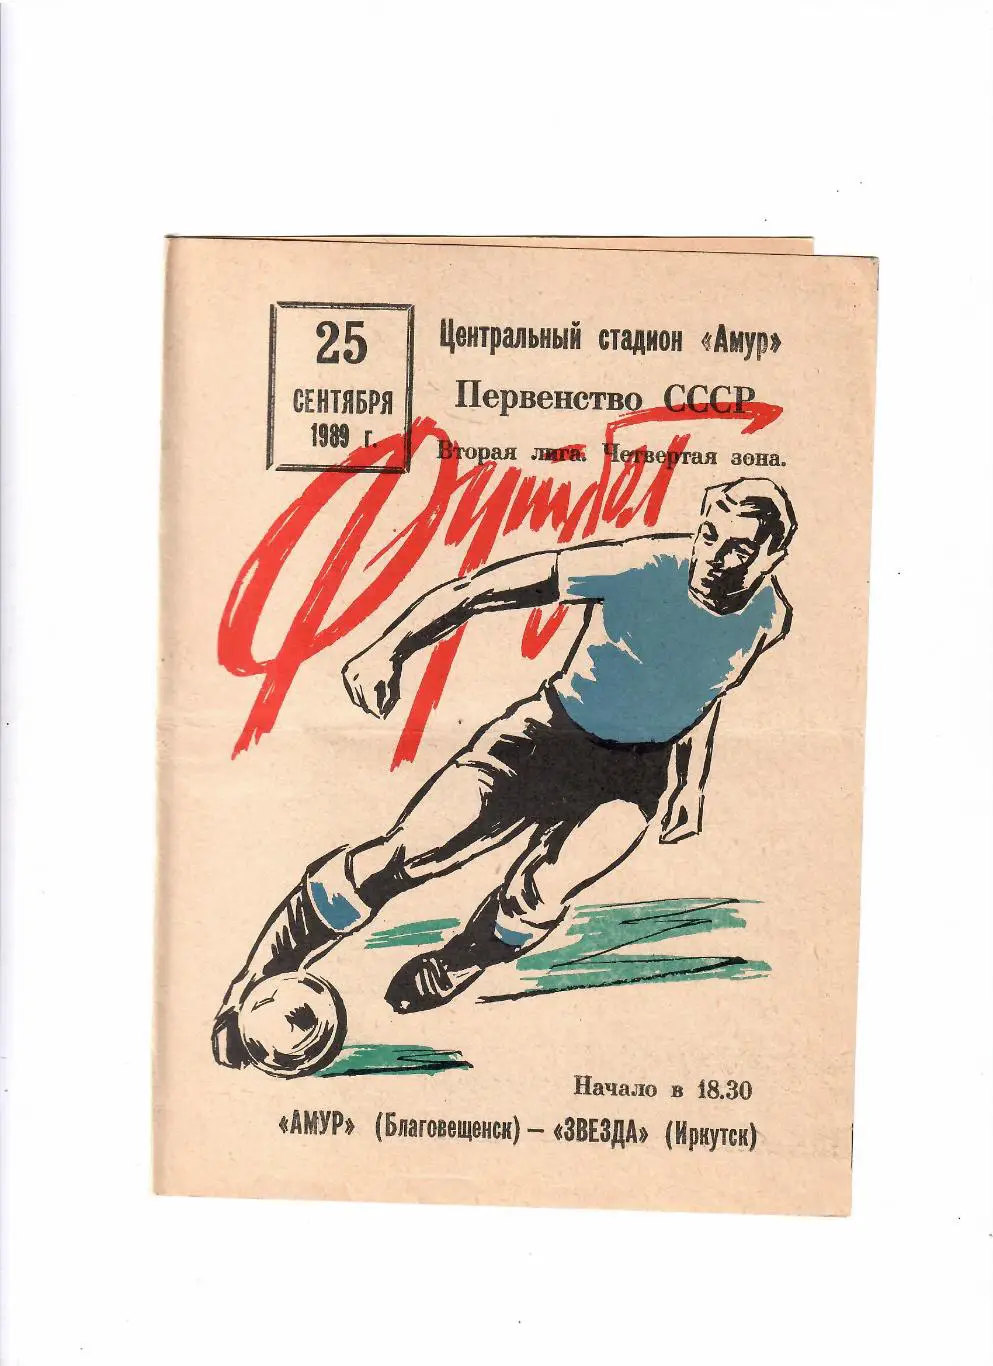 25
СЕНТЯБРЯ
1989 г.
Центральный стадион «Амур»
Первенство СССР
Вторая лига. Четвертая зона.
Футбол
Начало в 18.30
«АМУР» (Благовещенск) — «ЗВЕЗДА» (Иркутск)